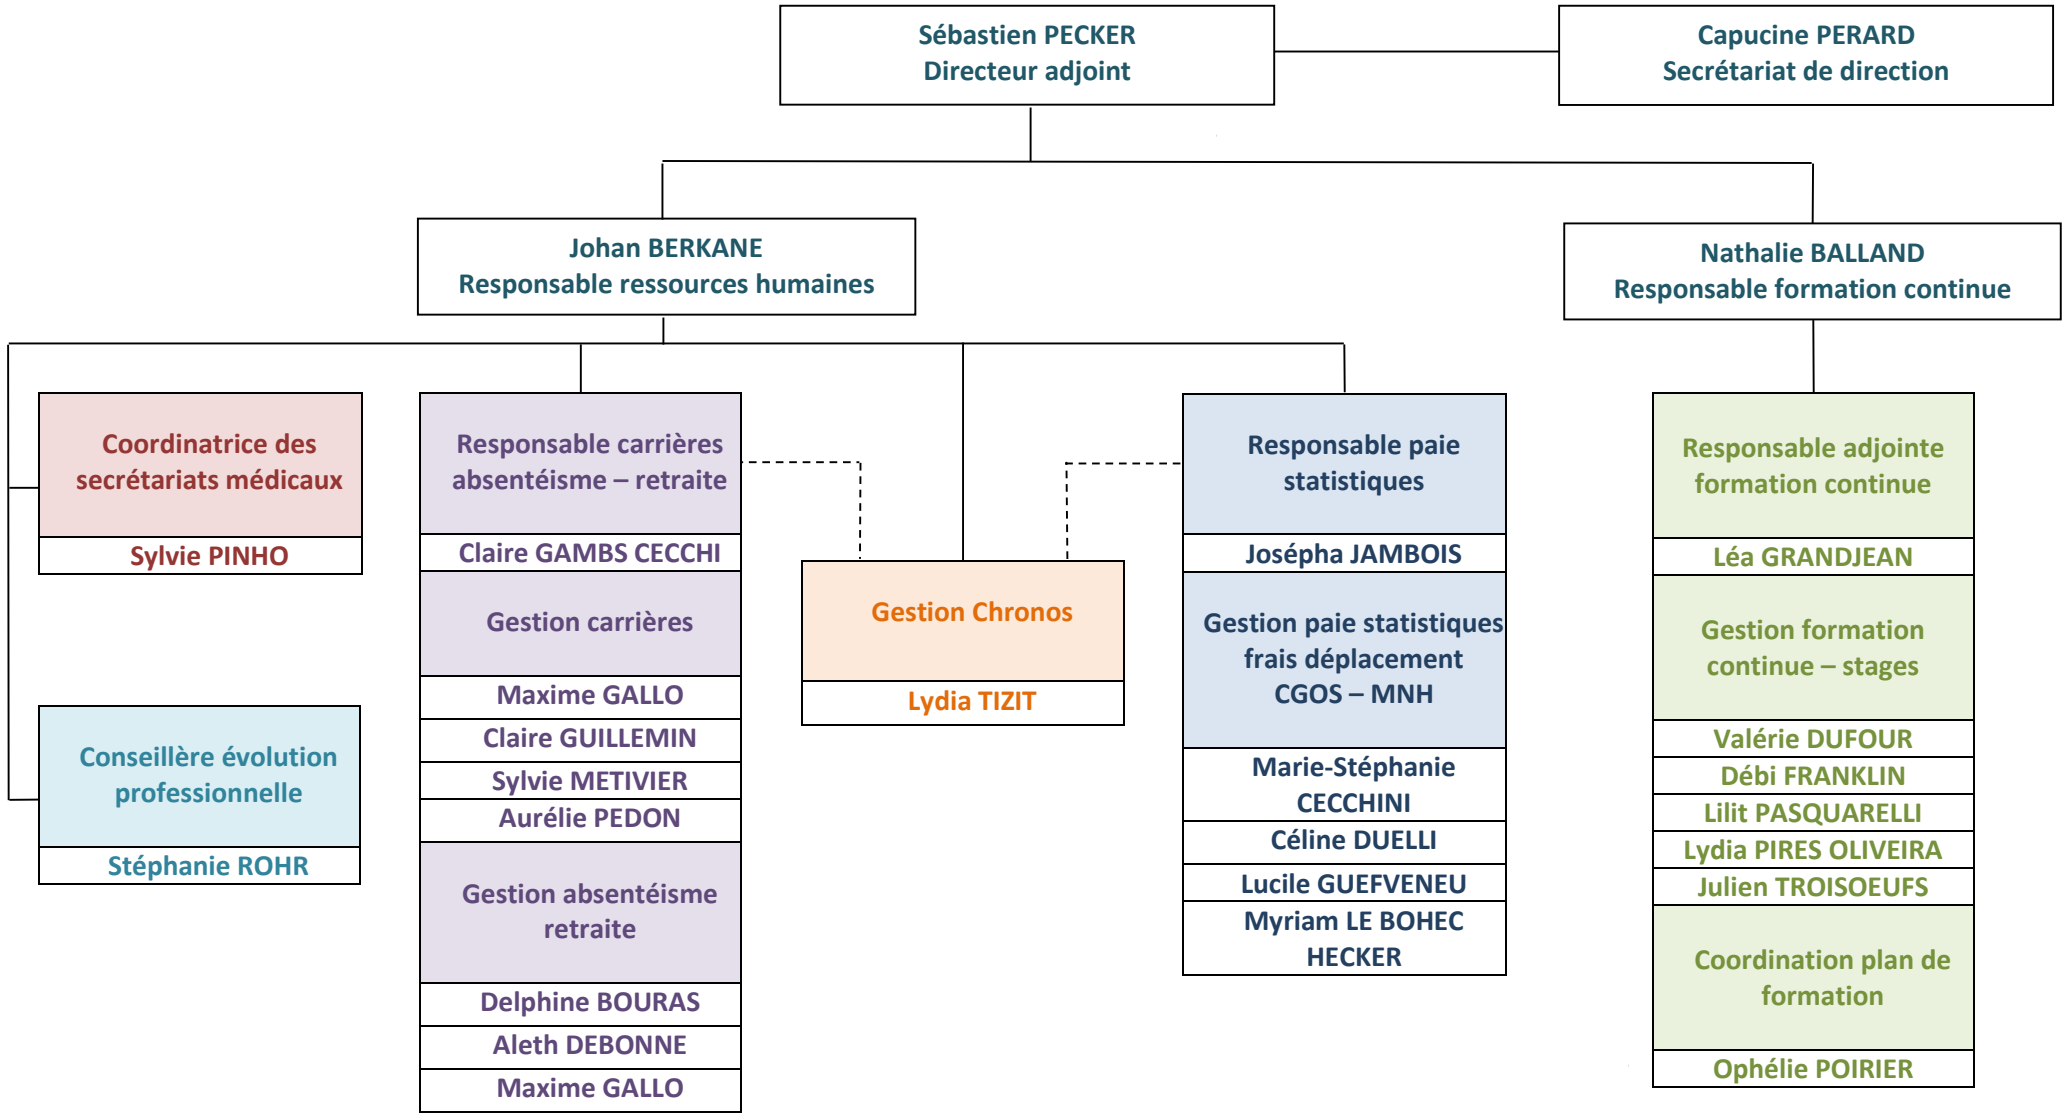 Sébastien PECKER
Directeur adjoint
Capucine PERARD
Secrétariat de direction
Johan BERKANE
Responsable ressources humaines
Nathalie BALLAND
Responsable formation continue
Coordinatrice des
secrétariats médicaux
Sylvie PINHO
Conseillère évolution
professionnelle
Stéphanie ROHR
Responsable carrières
absentéisme – retraite
Claire GAMBS CECCHI
Gestion carrières
Maxime GALLO
Claire GUILLEMIN
Sylvie METIVIER
Aurélie PEDON
Gestion absentéisme
retraite
Delphine BOURAS
Aleth DEBONNE
Maxime GALLO
Gestion Chronos
Lydia TIZIT
Responsable paie
statistiques
Josépha JAMBOIS
Gestion paie statistiques
frais déplacement
CGOS – MNH
Marie-Stéphanie
CECCHINI
Céline DUELLI
Lucile GUEFVENEU
Myriam LE BOHEC
HECKER
Responsable adjointe
formation continue
Léa GRANDJEAN
Gestion formation
continue – stages
Valérie DUFOUR
Débi FRANKLIN
Lilit PASQUARELLI
Lydia PIRES OLIVEIRA
Julien TROISOEUFS
Coordination plan de
formation
Ophélie POIRIER